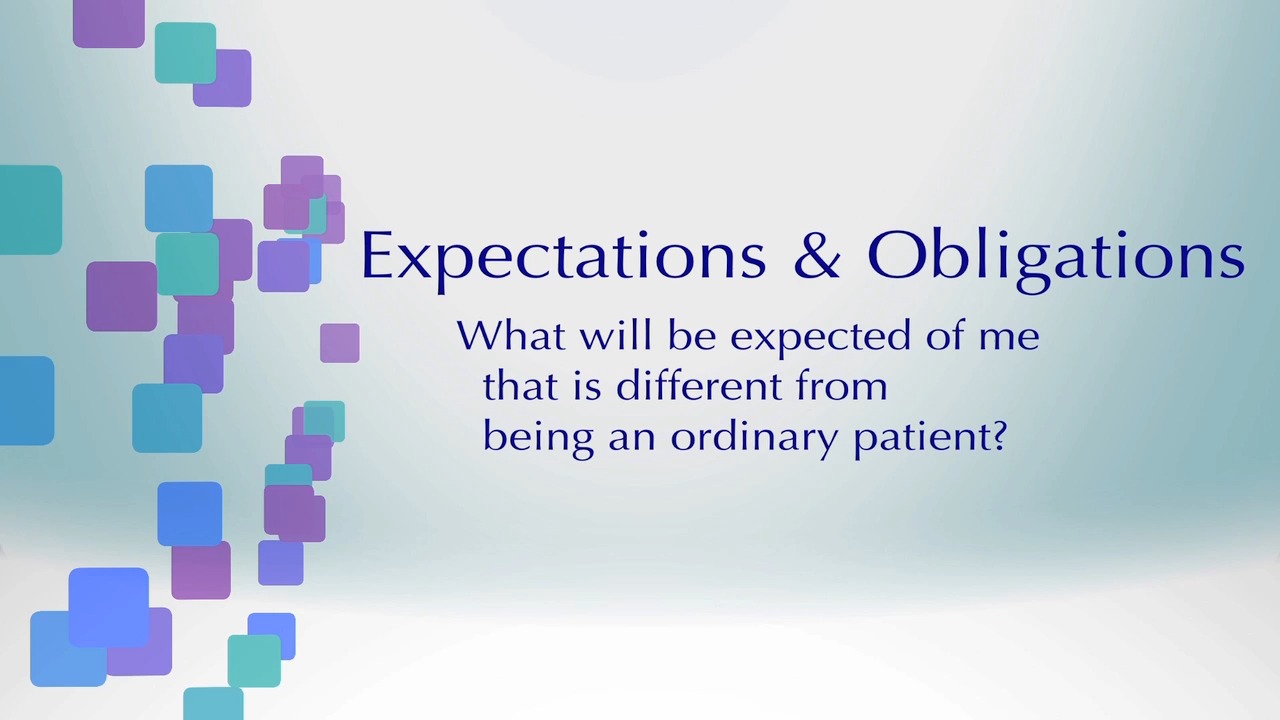 Expectations & Obligations
What will be expected of me
that is different from
being an ordinary patient?